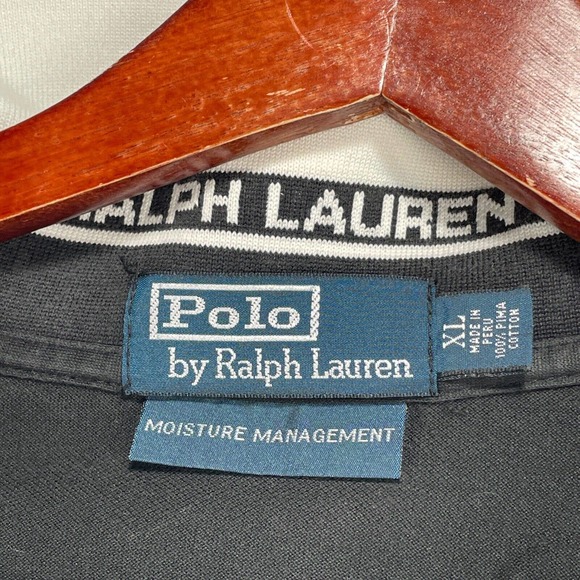 RALPH LAUREN
Polo
by Ralph Lauren
XL
MADE IN
PERU
100% PIMA
COTTON
MOISTURE MANAGEMENT